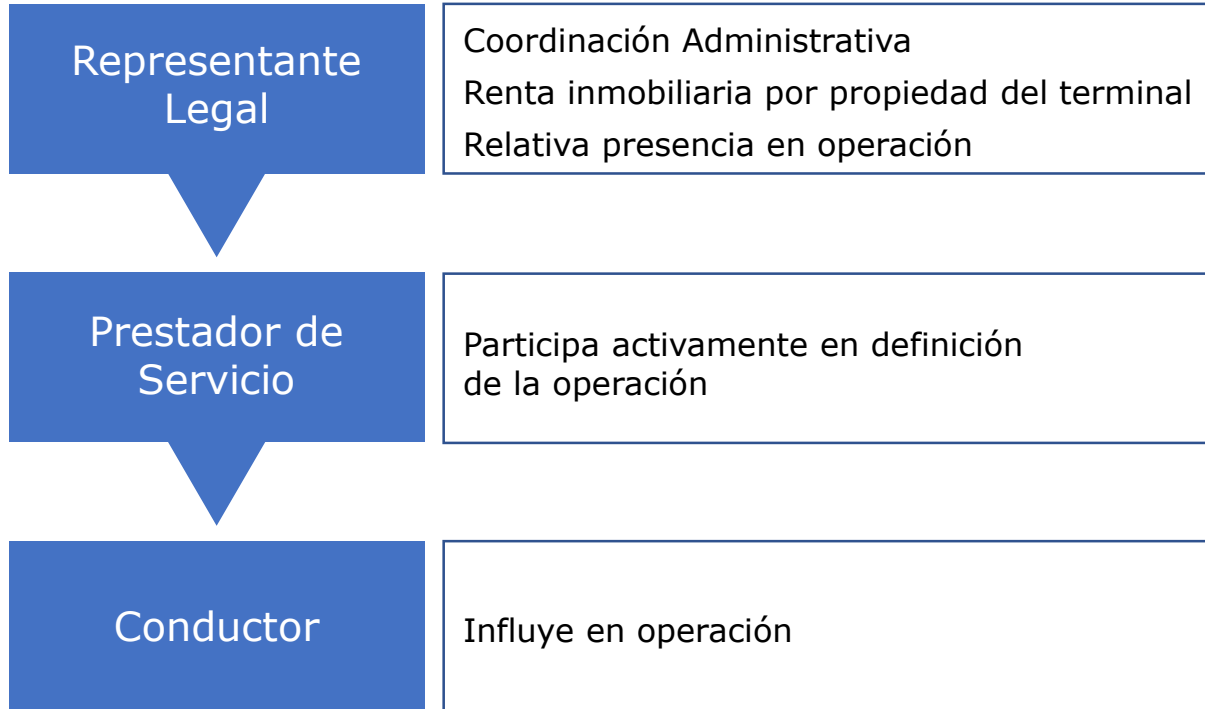 Representante
Legal
Coordinación Administrativa
Renta inmobiliaria por propiedad del terminal
Relativa presencia en operación
Prestador de
Servicio
Participa activamente en definición
de la operación
Conductor
Influye en operación